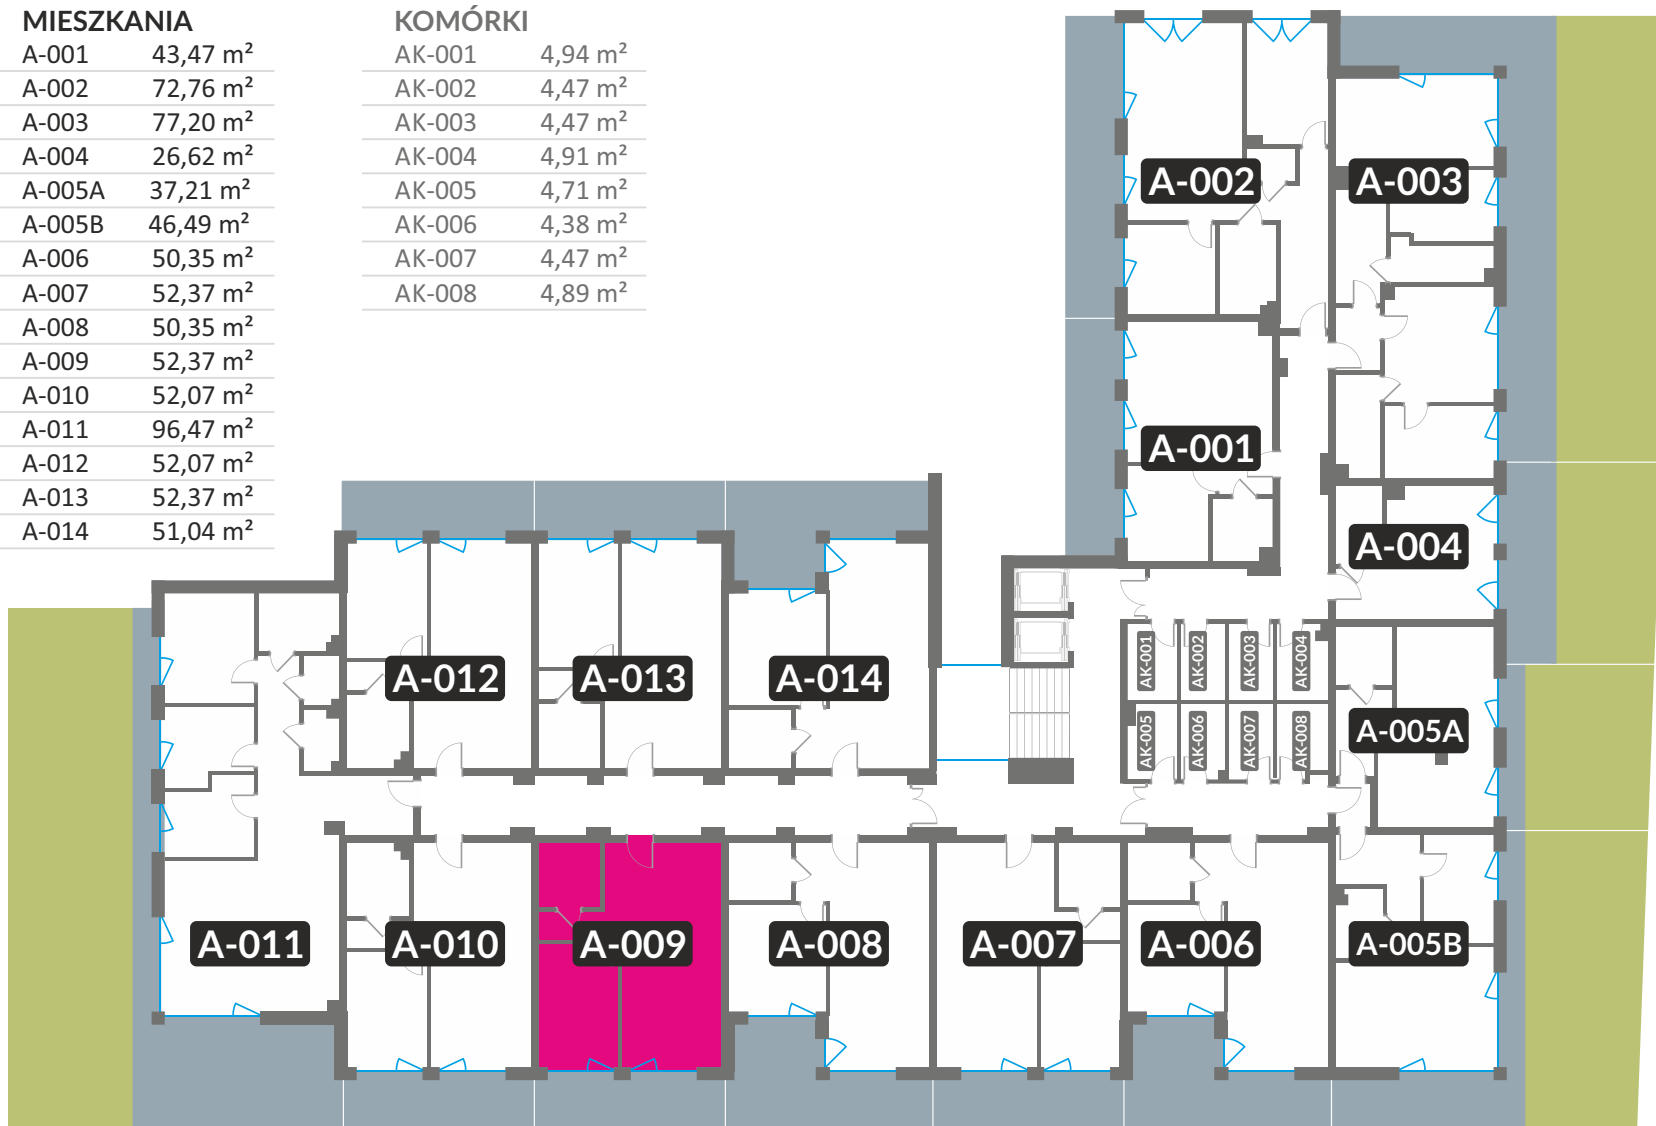 MIESZKANIA
A-001 43,47 m²
A-002 72,76 m²
A-003 77,20 m²
A-004 26,62 m²
A-005A 37,21 m²
A-005B 46,49 m²
A-006 50,35 m²
A-007 52,37 m²
A-008 50,35 m²
A-009 52,37 m²
A-010 52,07 m²
A-011 96,47 m²
A-012 52,07 m²
A-013 52,37 m²
A-014 51,04 m²
KOMÓRKI
AK-001 4,94 m²
AK-002 4,47 m²
AK-003 4,47 m²
AK-004 4,91 m²
AK-005 4,71 m²
AK-006 4,38 m²
AK-007 4,47 m²
AK-008 4,89 m²
A-002
A-003
A-001
A-004
A-012
A-013
A-014
AK-001
AK-002
AK-003
AK-004
AK-005
AK-006
AK-007
AK-008
A-005A
A-011
A-010
A-009
A-008
A-007
A-006
A-005B